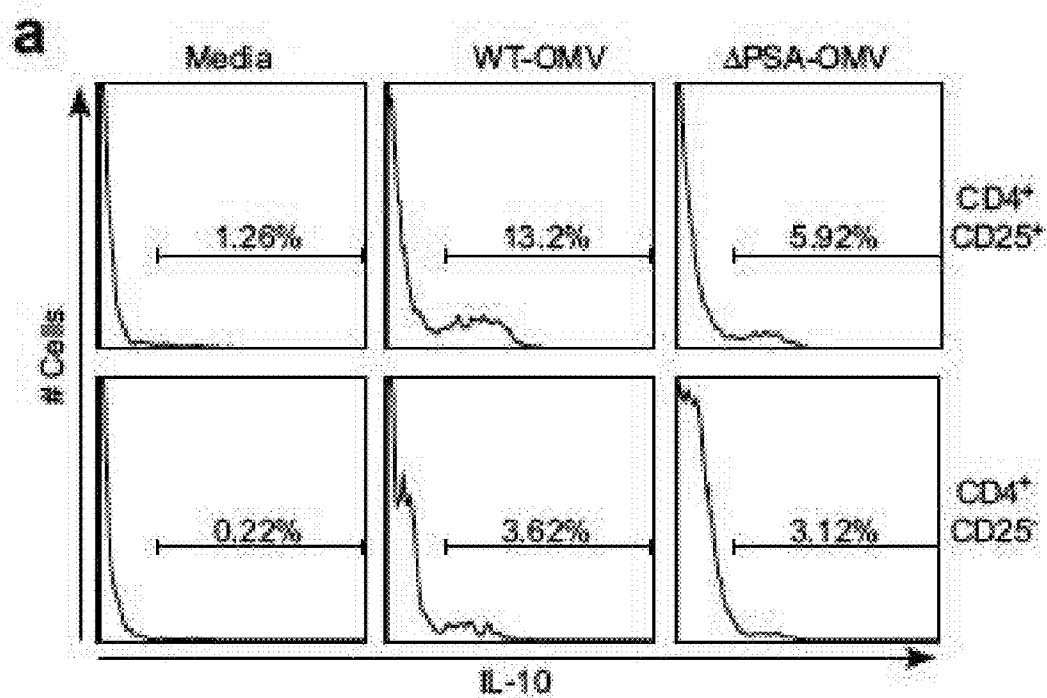 a
Media WT-OMV ΔPSA-OMV
1.26% 13.2% 5.92%
CD4⁺
CD25⁺
# Cells
0.22% 3.62% 3.12%
CD4⁺
CD25⁻
IL-10